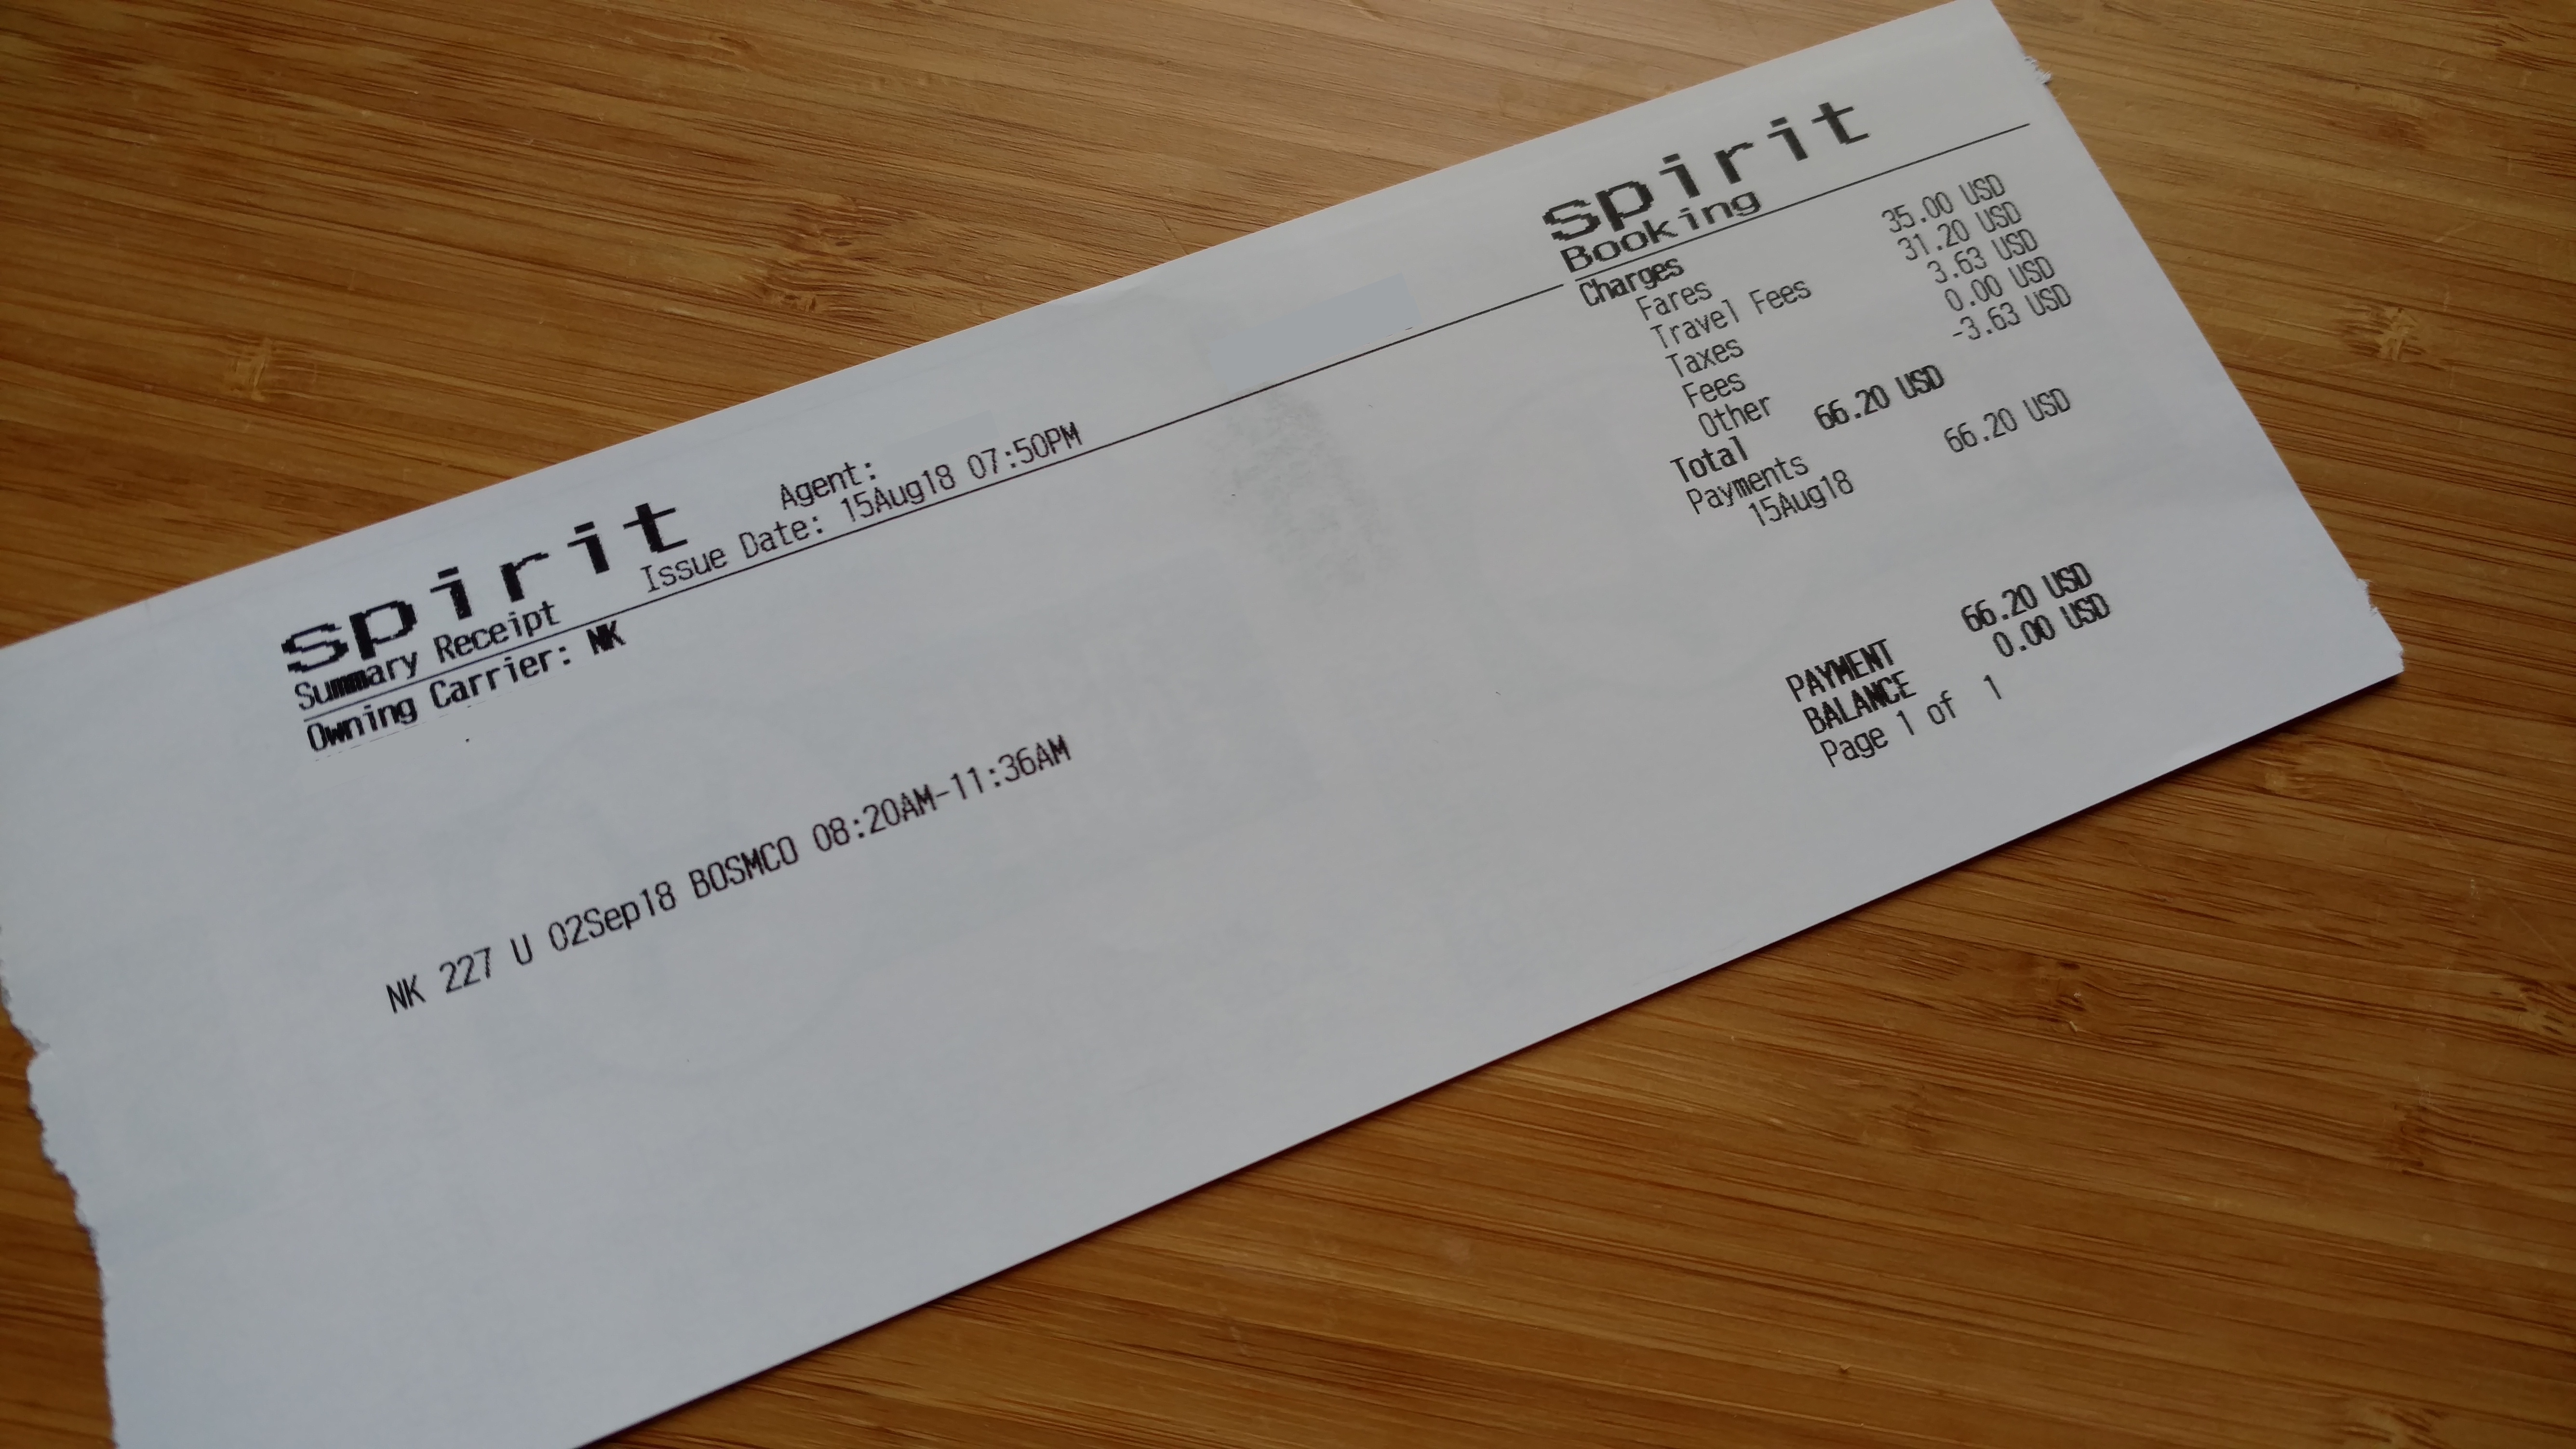 spirit
Summary Receipt
Agent:
Issue Date: 15Aug18 07:50PM
Owning Carrier: NK
NK 227 U 02Sep18 BOSMCO 08:20AM-11:36AM
spirit
Booking
Charges
Fares 35.00 USD
Travel Fees 31.20 USD
Taxes 3.63 USD
Fees 0.00 USD
Other -3.63 USD
Total 66.20 USD
Payments
15Aug18 66.20 USD
PAYMENT 66.20 USD
BALANCE 0.00 USD
Page 1 of 1